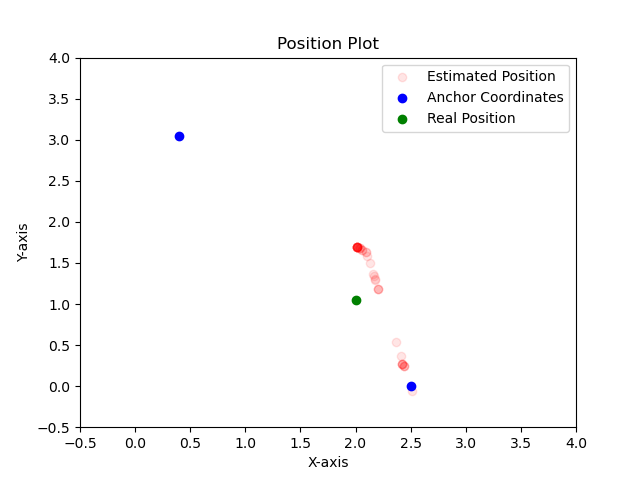 Position Plot
Estimated Position
Anchor Coordinates
Real Position
4.0
3.5
3.0
2.5
2.0
1.5
1.0
0.5
0.0
−0.5
Y-axis
−0.5 0.0 0.5 1.0 1.5 2.0 2.5 3.0 3.5 4.0
X-axis